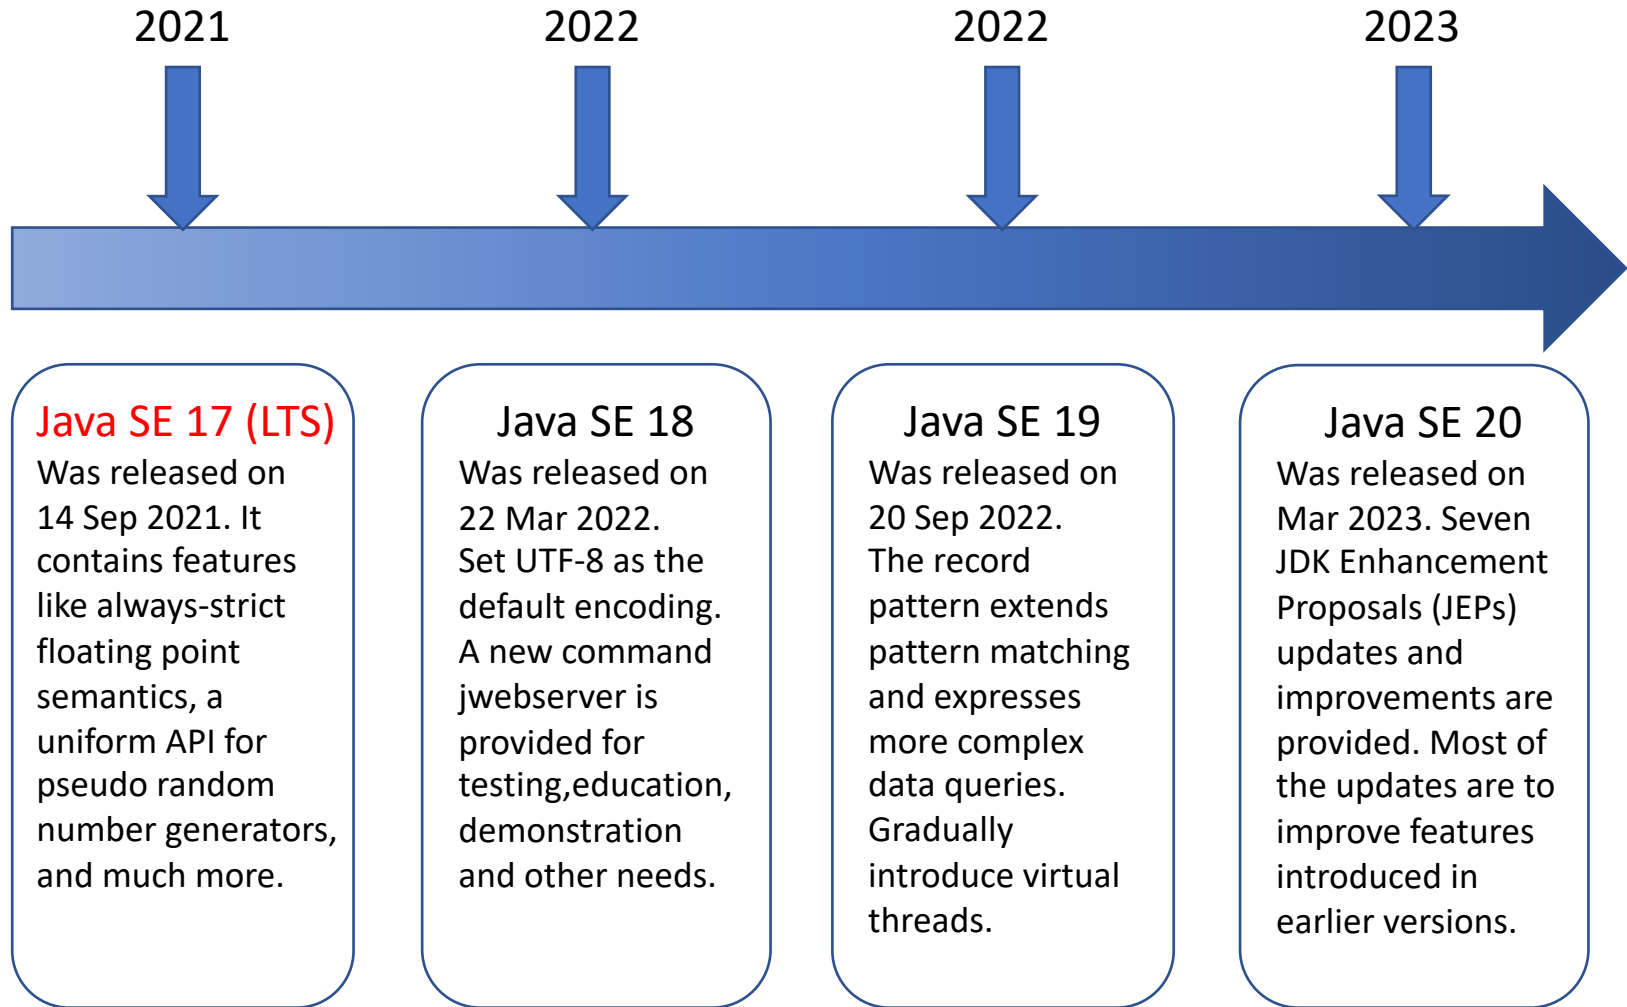 2021
2022
2022
2023
Java SE 17 (LTS)
Was released on
14 Sep 2021. It
contains features
like always-strict
floating point
semantics, a
uniform API for
pseudo random
number generators,
and much more.
Java SE 18
Was released on
22 Mar 2022.
Set UTF-8 as the
default encoding.
A new command
jwebserver is
provided for
testing,education,
demonstration
and other needs.
Java SE 19
Was released on
20 Sep 2022.
The record
pattern extends
pattern matching
and expresses
more complex
data queries.
Gradually
introduce virtual
threads.
Java SE 20
Was released on
Mar 2023. Seven
JDK Enhancement
Proposals (JEPs)
updates and
improvements are
provided. Most of
the updates are to
improve features
introduced in
earlier versions.